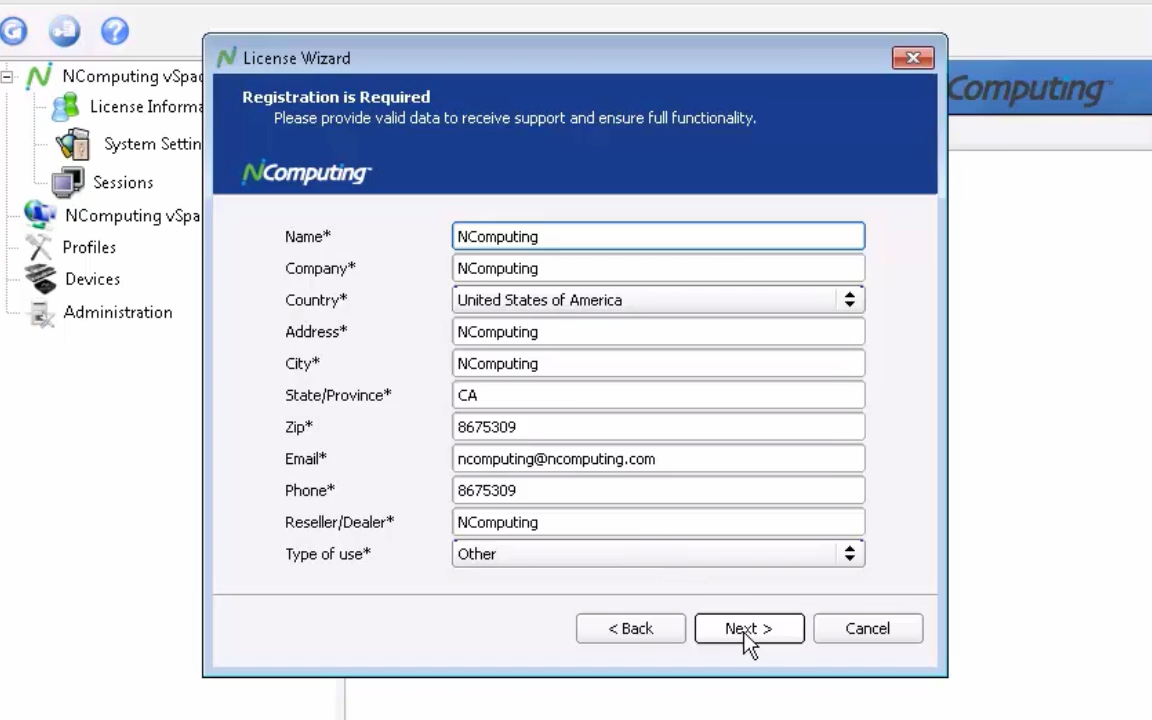 License Wizard
NComputing vSpa
Registration is Required
Computing
License Informa
Please provide valid data to receive support and ensure full functionality.
System Settin
NComputing
Sessions
NComputing vSpa
Name* NComputing
Profiles
Company* NComputing
Devices
Country* United States of America
Administration
Address* NComputing
City* NComputing
State/Province* CA
Zip* 8675309
Email* ncomputing@ncomputing.com
Phone* 8675309
Reseller/Dealer* NComputing
Type of use* Other
< Back Next > Cancel